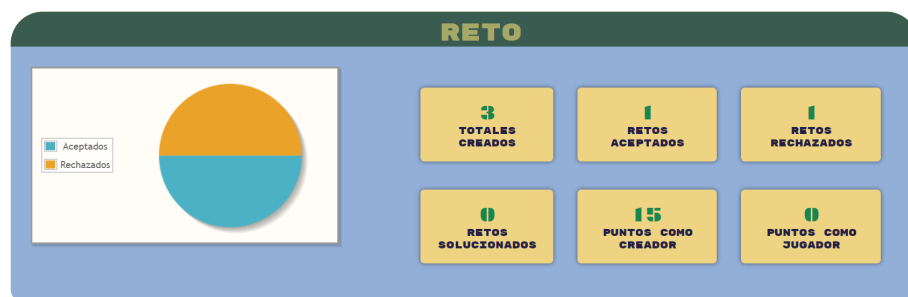 RETO
Aceptados
Rechazados
3
TOTALES
CREADOS
1
RETOS
ACEPTADOS
1
RETOS
RECHAZADOS
0
RETOS
SOLUCIONADOS
15
PUNTOS COMO
CREADOR
0
PUNTOS COMO
JUGADOR